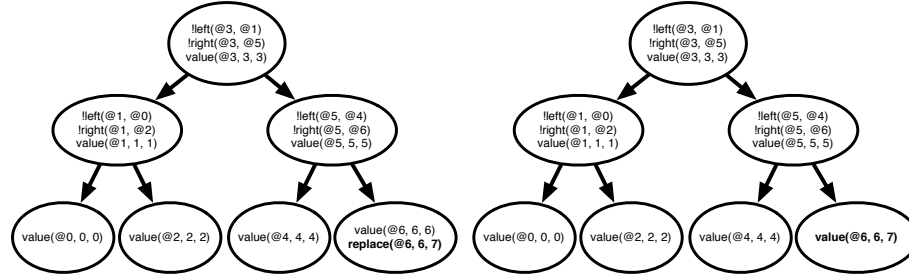 !left(@3, @1)
!right(@3, @5)
value(@3, 3, 3)
!left(@1, @0)
!right(@1, @2)
value(@1, 1, 1)
!left(@5, @4)
!right(@5, @6)
value(@5, 5, 5)
value(@0, 0, 0)
value(@2, 2, 2)
value(@4, 4, 4)
value(@6, 6, 6)
replace(@6, 6, 7)
!left(@3, @1)
!right(@3, @5)
value(@3, 3, 3)
!left(@1, @0)
!right(@1, @2)
value(@1, 1, 1)
!left(@5, @4)
!right(@5, @6)
value(@5, 5, 5)
value(@0, 0, 0)
value(@2, 2, 2)
value(@4, 4, 4)
value(@6, 6, 7)